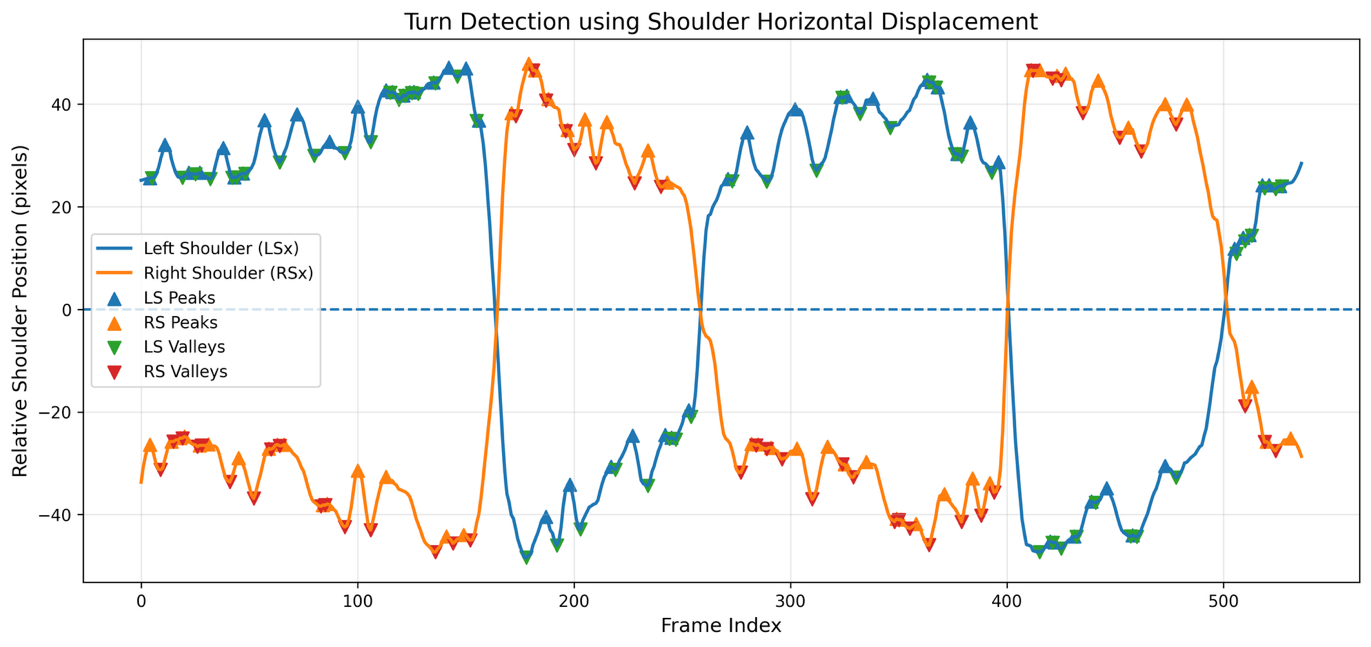 Turn Detection using Shoulder Horizontal Displacement
Relative Shoulder Position (pixels)
40
20
0
−20
−40
Left Shoulder (LSx)
Right Shoulder (RSx)
LS Peaks
RS Peaks
LS Valleys
RS Valleys
0 100 200 300 400 500
Frame Index